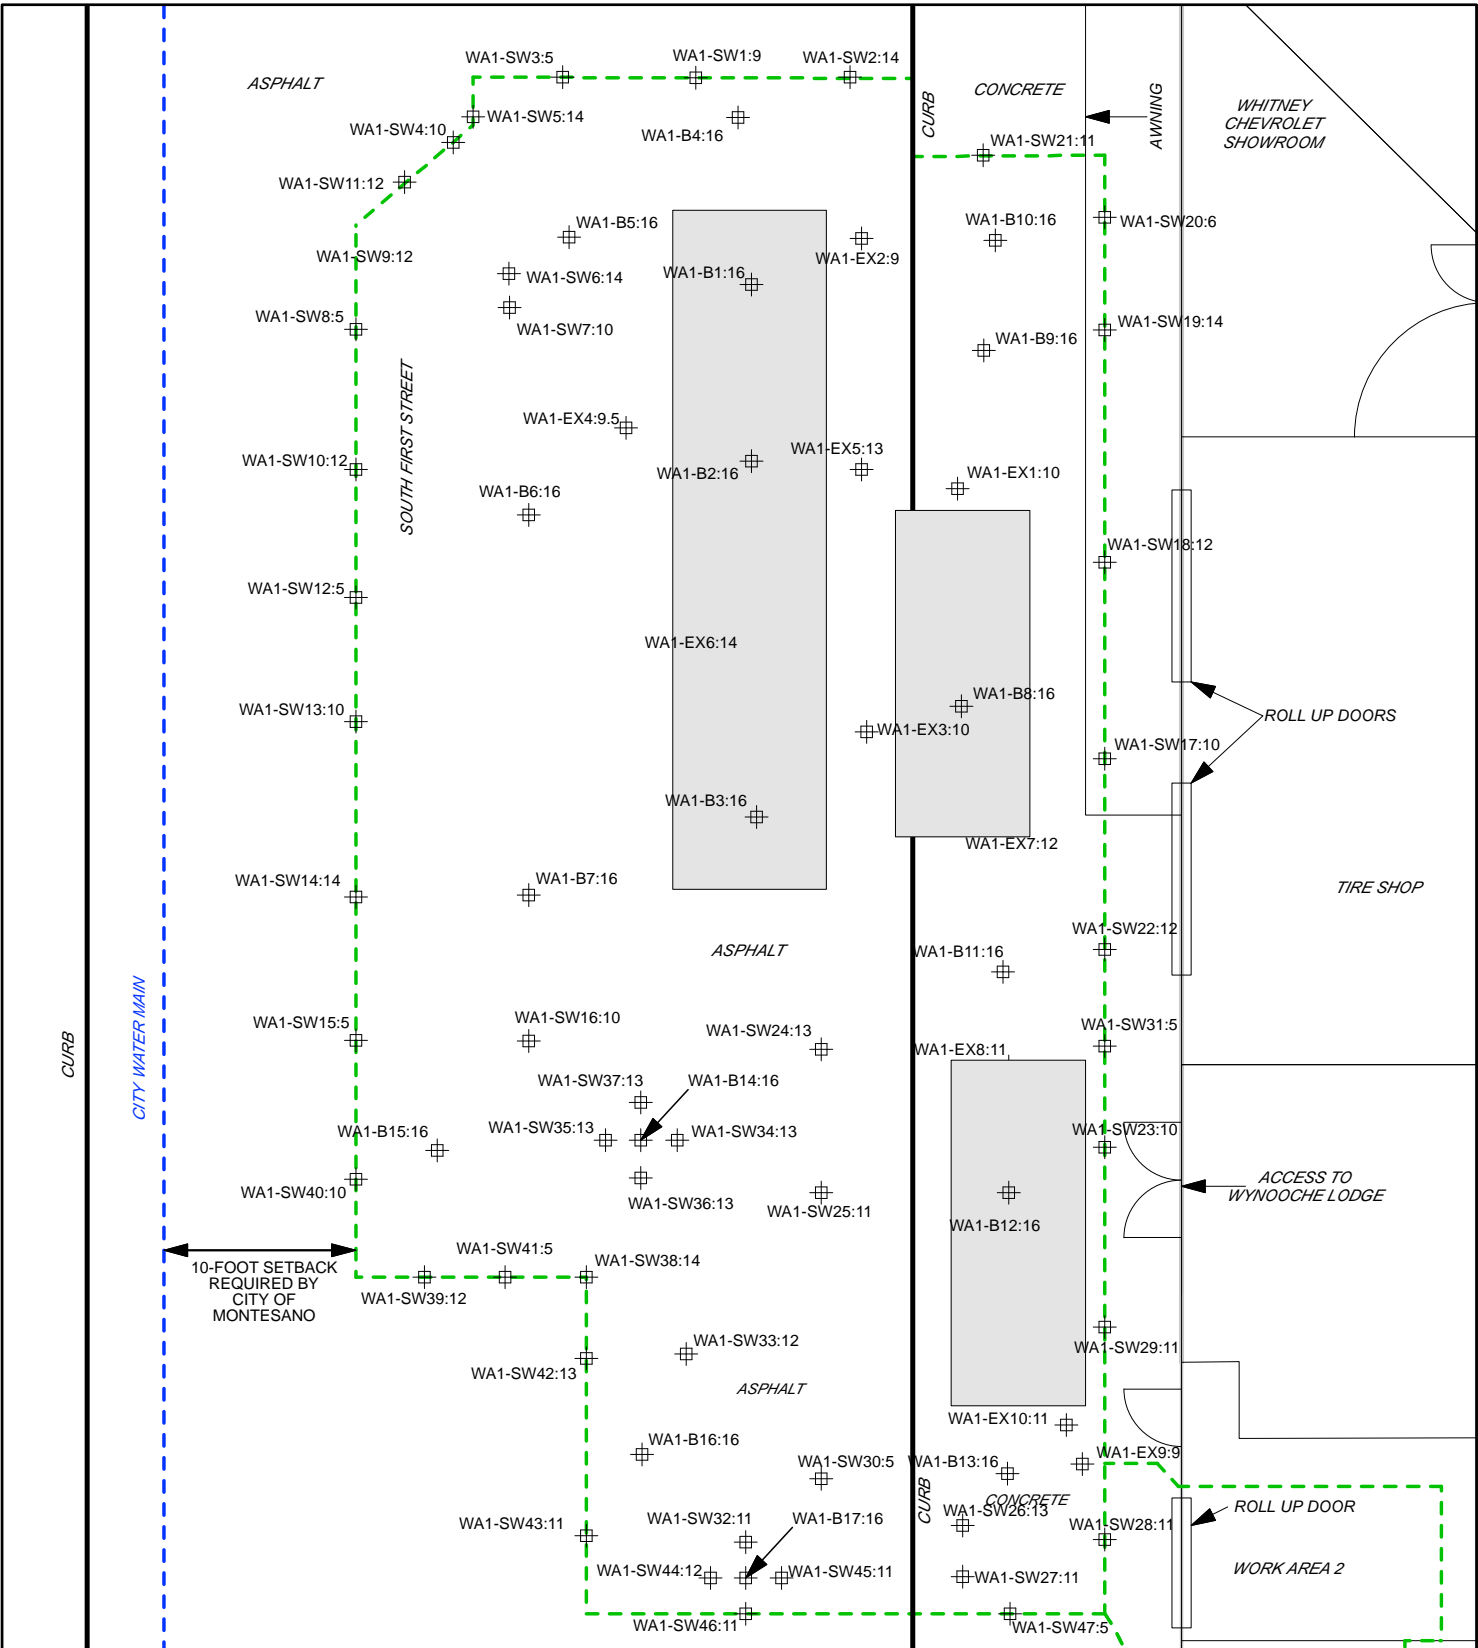 WA1-SW3:5
WA1-SW1:9
WA1-SW2:14
ASPHALT
CURB
CONCRETE
AWNING
WHITNEY
CHEVROLET
SHOWROOM
WA1-SW5:14
WA1-SW4:10
WA1-B4:16
WA1-SW21:11
WA1-SW11:12
WA1-B5:16
WA1-B10:16
WA1-SW20:6
WA1-SW9:12
WA1-SW6:14
WA1-B1:16
WA1-EX2:9
WA1-SW8:5
WA1-SW7:10
WA1-B9:16
WA1-SW19:14
SOUTH FIRST STREET
WA1-EX4:9.5
WA1-SW10:12
WA1-B2:16
WA1-EX5:13
WA1-EX1:10
WA1-B6:16
WA1-SW18:12
WA1-SW12:5
WA1-EX6:14
WA1-B8:16
WA1-SW13:10
WA1-EX3:10
ROLL UP DOORS
WA1-SW17:10
WA1-B3:16
WA1-EX7:12
WA1-SW14:14
WA1-B7:16
TIRE SHOP
ASPHALT
WA1-SW22:12
WA1-B11:16
CURB
CITY WATER MAIN
WA1-SW15:5
WA1-SW16:10
WA1-SW24:13
WA1-EX8:11
WA1-SW31:5
WA1-SW37:13
WA1-B14:16
WA1-B15:16
WA1-SW35:13
WA1-SW34:13
WA1-SW23:10
WA1-SW40:10
WA1-SW36:13
WA1-SW25:11
WA1-B12:16
ACCESS TO
WYNOOCHE LODGE
10-FOOT SETBACK
REQUIRED BY
CITY OF
MONTESANO
WA1-SW41:5
WA1-SW38:14
WA1-SW39:12
WA1-SW33:12
WA1-SW29:11
WA1-SW42:13
ASPHALT
WA1-EX10:11
WA1-B16:16
WA1-SW30:5
WA1-B13:16
WA1-EX9:9
CURB
CONCRETE
ROLL UP DOOR
WA1-SW43:11
WA1-SW32:11
WA1-B17:16
WA1-SW26:13
WA1-SW28:11
WA1-SW44:12
WA1-SW45:11
WA1-SW27:11
WORK AREA 2
WA1-SW46:11
WA1-SW47:5